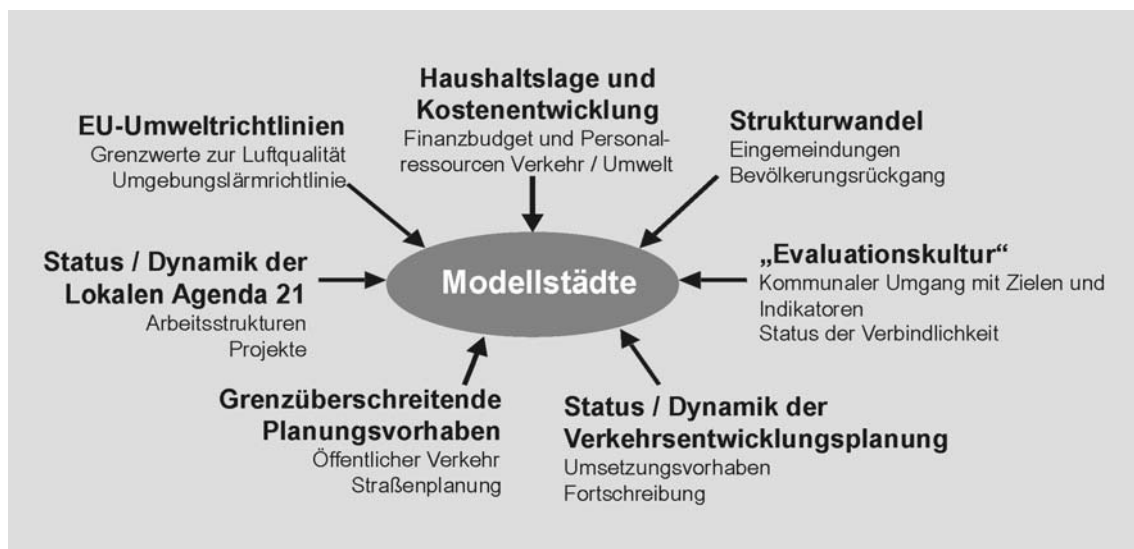 Haushaltslage und
Kostenentwicklung
Finanzbudget und Personal-
ressourcen Verkehr / Umwelt
EU-Umweltrichtlinien
Grenzwerte zur Luftqualität
Umgebungslärmrichtlinie
Strukturwandel
Eingemeindungen
Bevölkerungsrückgang
Status / Dynamik der
Lokalen Agenda 21
Arbeitsstrukturen
Projekte
Modellstädte
„Evaluationskultur“
Kommunaler Umgang mit Zielen und
Indikatoren
Status der Verbindlichkeit
Grenzüberschreitende
Planungsvorhaben
Öffentlicher Verkehr
Straßenplanung
Status / Dynamik der
Verkehrsentwicklungsplanung
Umsetzungsvorhaben
Fortschreibung